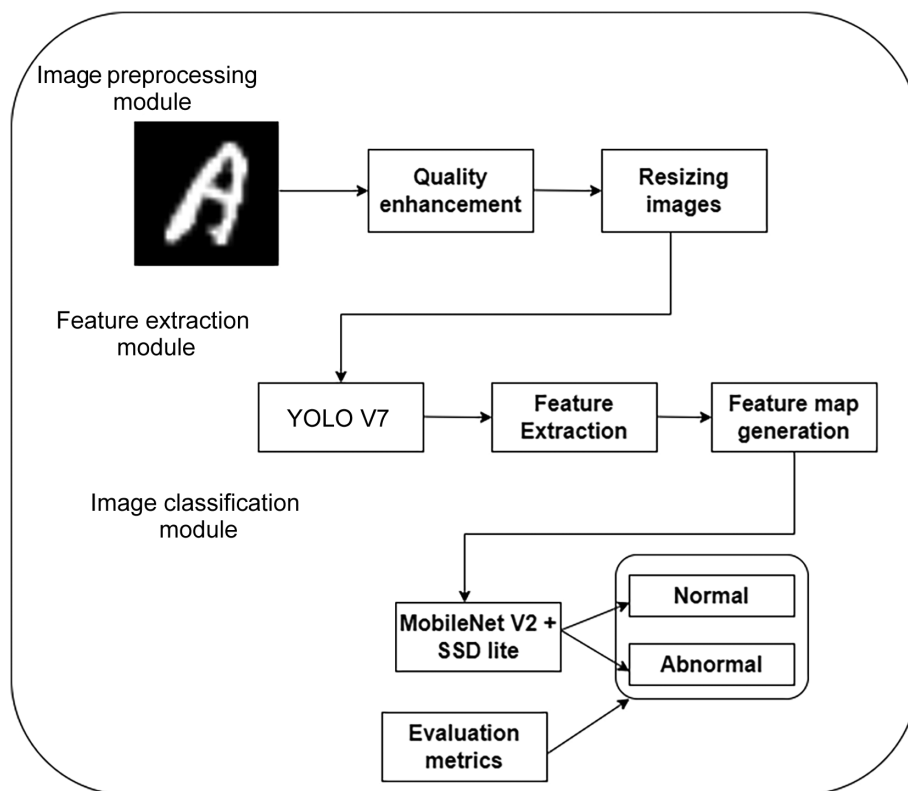 Image preprocessing
module
A
Quality
enhancement
Resizing
images
Feature extraction
module
YOLO V7
Feature
Extraction
Feature map
generation
Image classification
module
MobileNet V2 +
SSD lite
Normal
Abnormal
Evaluation
metrics